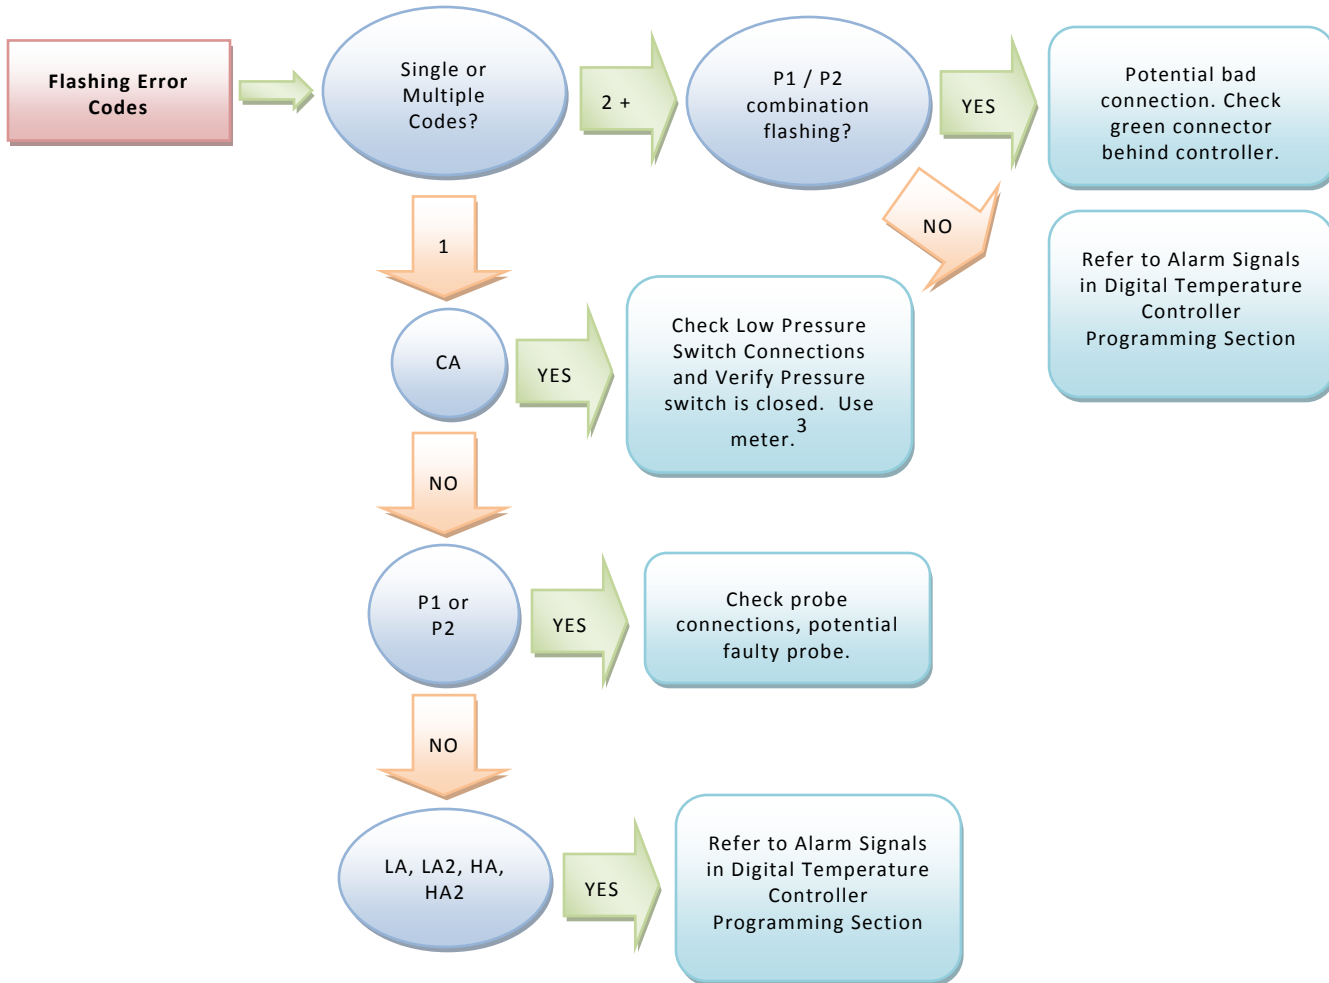 Flashing Error
Codes
Single or
Multiple
Codes?
2 +
P1 / P2
combination
flashing?
YES
Potential bad
connection. Check
green connector
behind controller.
NO
Refer to Alarm Signals
in Digital Temperature
Controller
Programming Section
1
CA
YES
Check Low Pressure
Switch Connections
and Verify Pressure
switch is closed. Use
meter.3
NO
P1 or
P2
YES
Check probe
connections, potential
faulty probe.
NO
LA, LA2, HA,
HA2
YES
Refer to Alarm Signals
in Digital Temperature
Controller
Programming Section